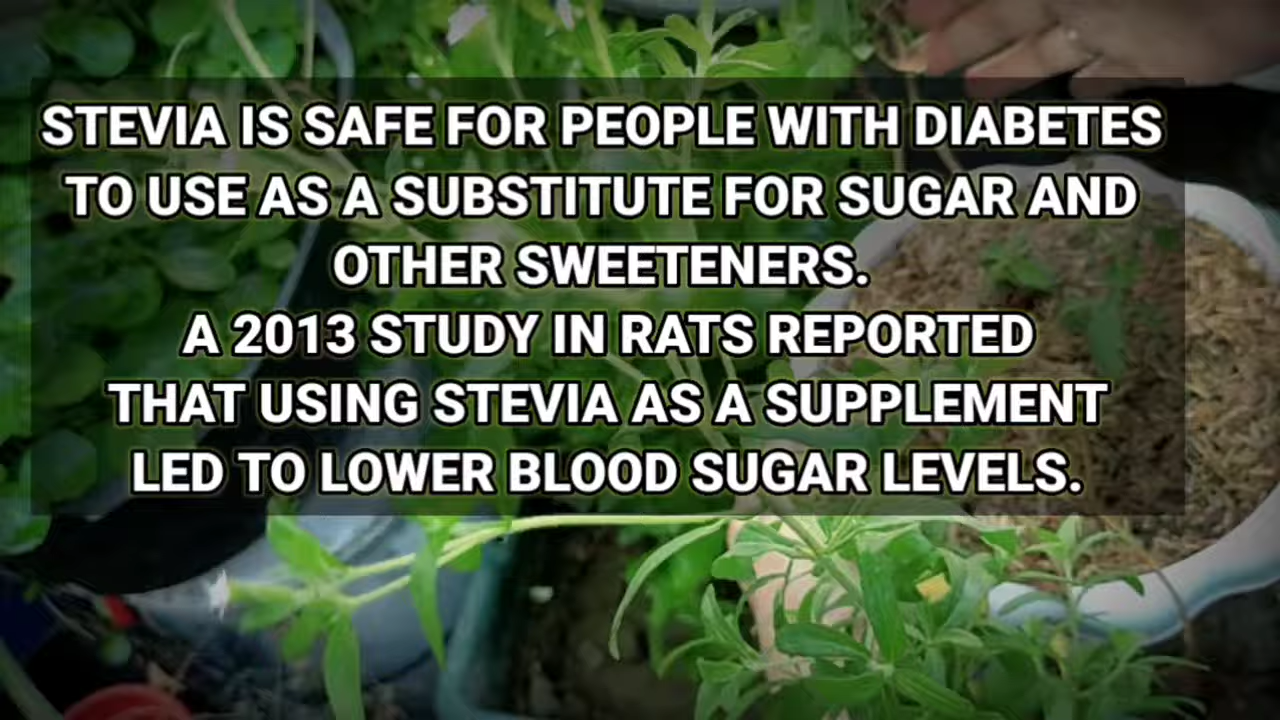 STEVIA IS SAFE FOR PEOPLE WITH DIABETES
TO USE AS A SUBSTITUTE FOR SUGAR AND
OTHER SWEETENERS.
A 2013 STUDY IN RATS REPORTED
THAT USING STEVIA AS A SUPPLEMENT
LED TO LOWER BLOOD SUGAR LEVELS.